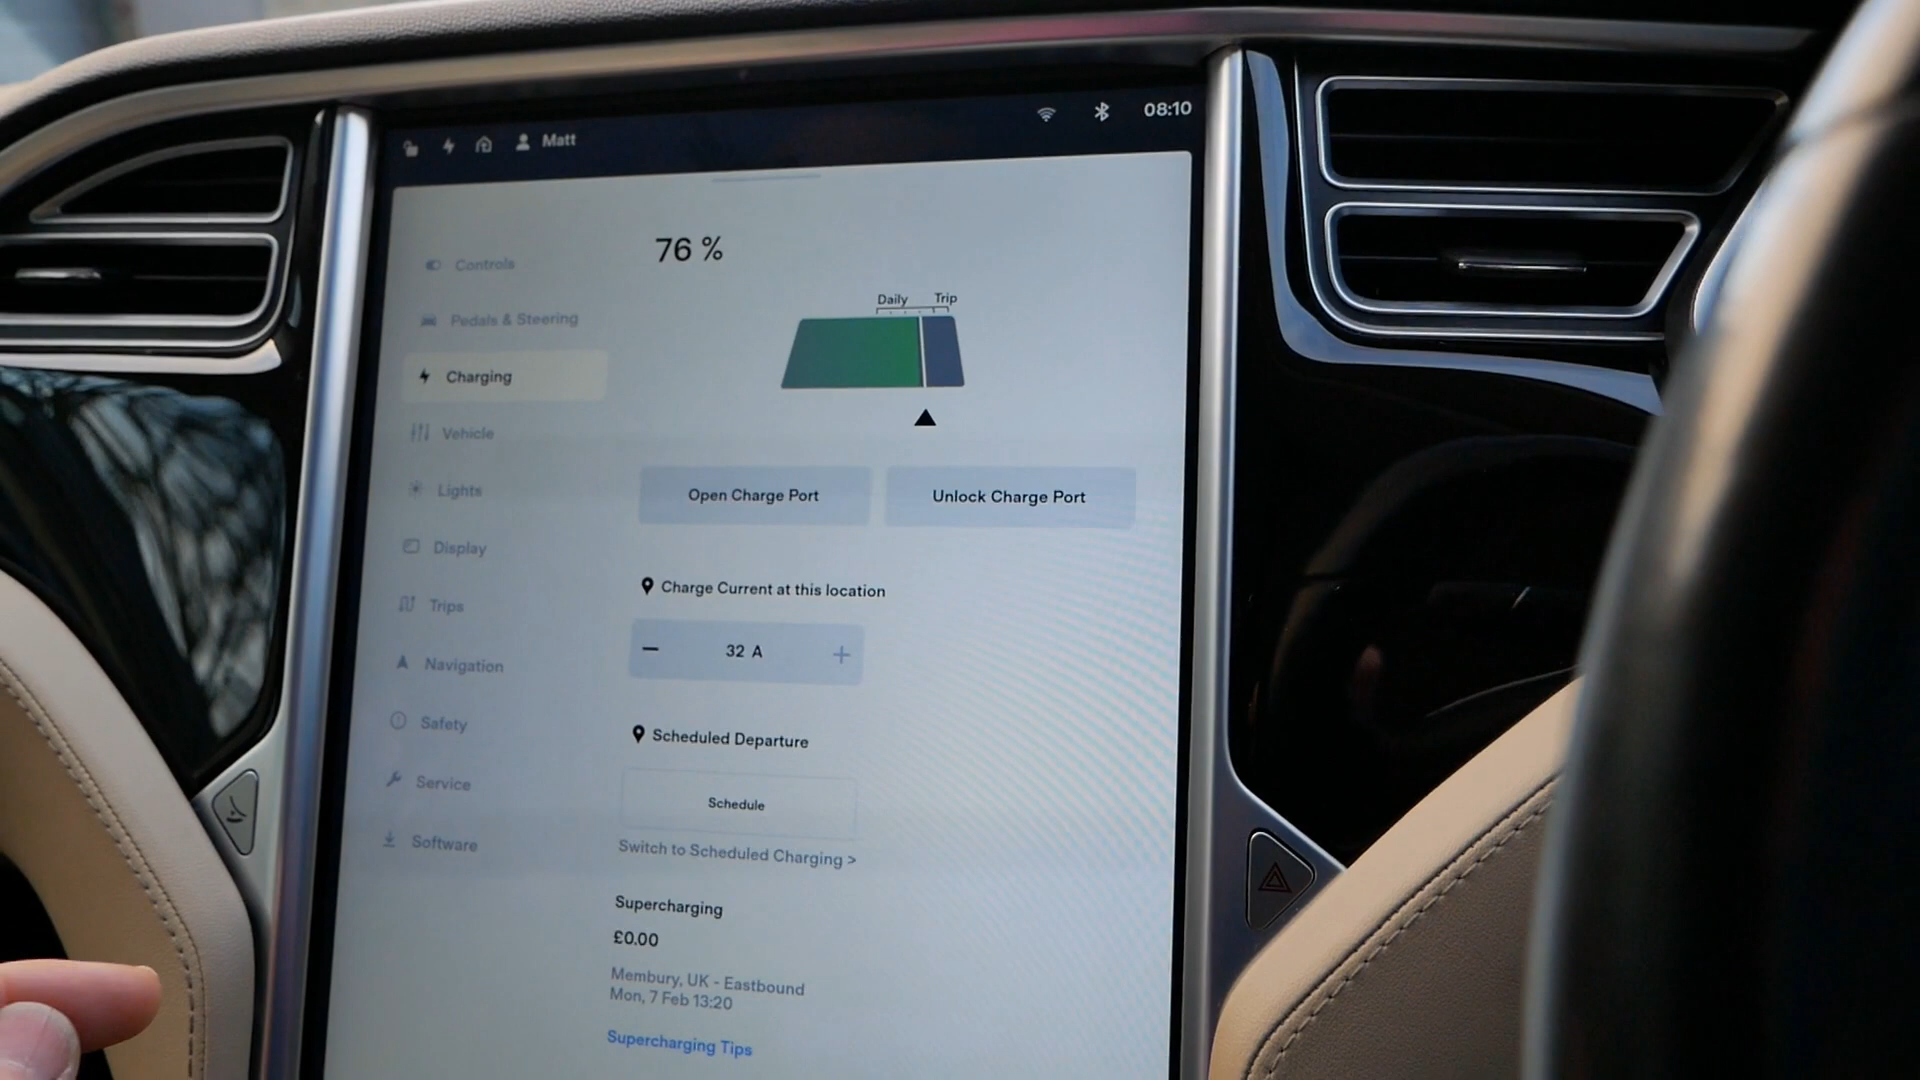 Matt
08:10
Controls
Pedals & Steering
Charging
Vehicle
Lights
Display
Trips
Navigation
Safety
Service
Software
76 %
Daily Trip
Open Charge Port
Unlock Charge Port
Charge Current at this location
− 32 A +
Scheduled Departure
Schedule
Switch to Scheduled Charging >
Supercharging
£0.00
Membury, UK - Eastbound
Mon, 7 Feb 13:20
Supercharging Tips